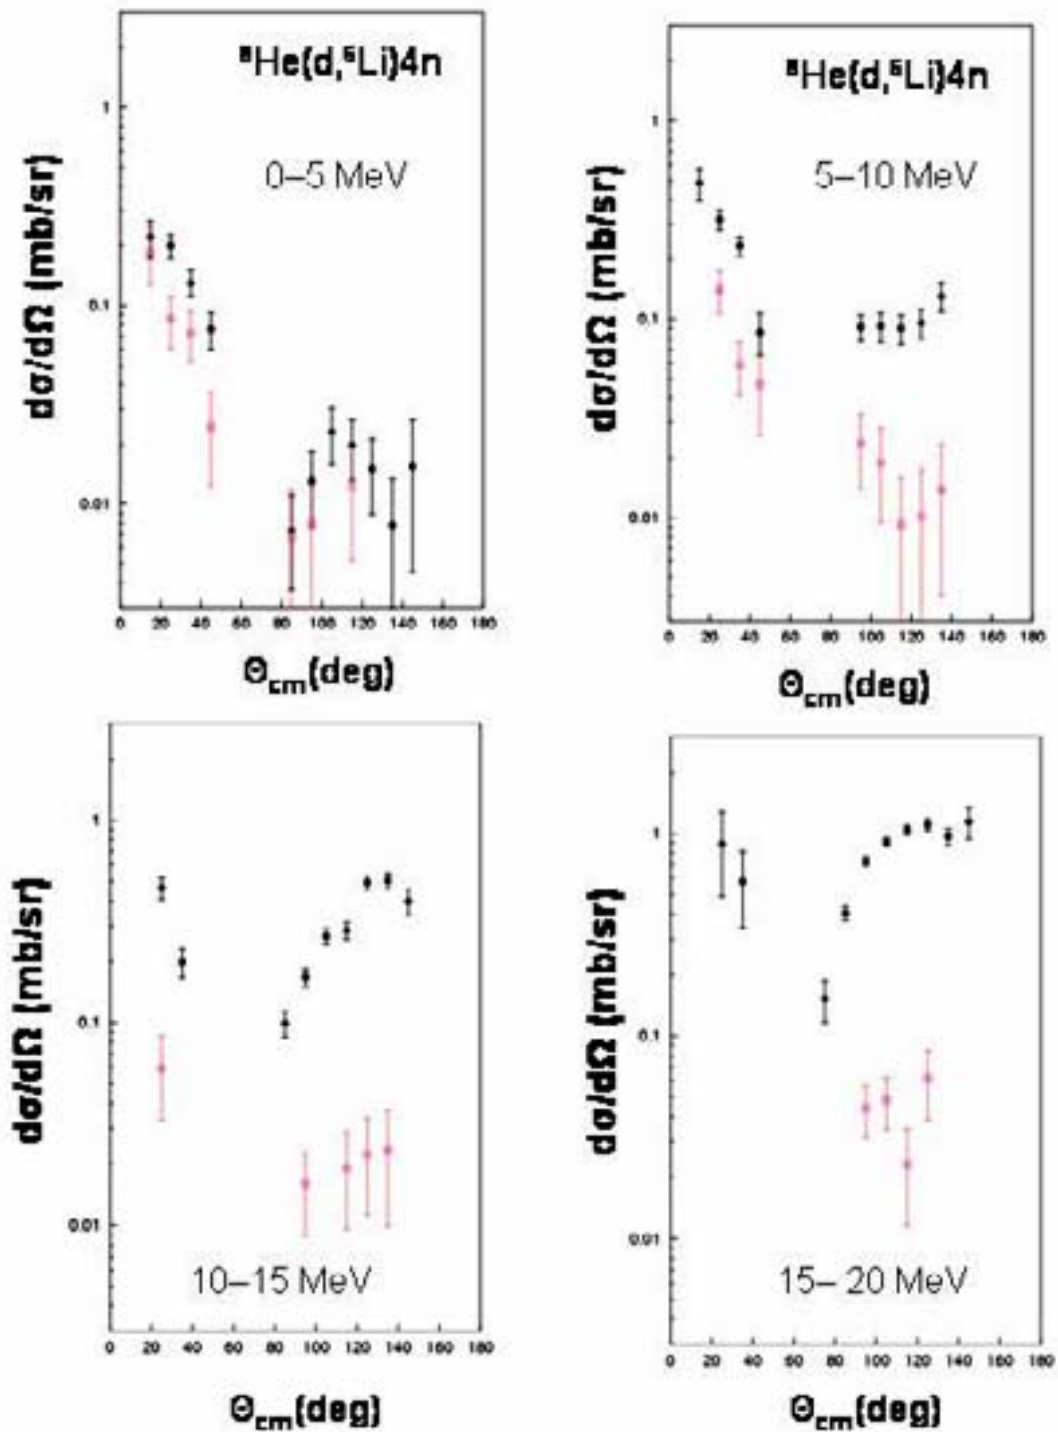 ⁸He(d,⁶Li)4n
0–5 MeV
dσ/dΩ (mb/sr)
1
0.1
0.01
0 20 40 60 80 100 120 140 160 180
Θcm(deg)
⁸He(d,⁶Li)4n
5–10 MeV
dσ/dΩ (mb/sr)
1
0.1
0.01
0 20 40 60 80 100 120 140 160 180
Θcm(deg)
dσ/dΩ (mb/sr)
1
0.1
0.01
10–15 MeV
0 20 40 60 80 100 120 140 160 180
Θcm(deg)
dσ/dΩ (mb/sr)
1
0.1
0.01
15– 20 MeV
0 20 40 60 80 100 120 140 160 180
Θcm(deg)